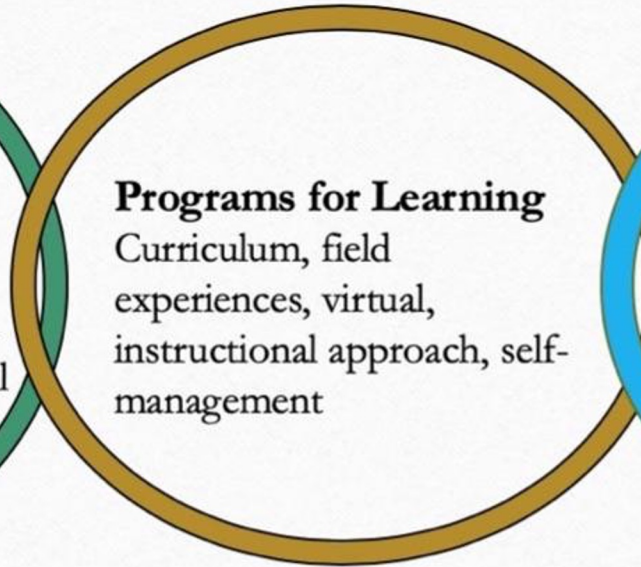 Programs for Learning
Curriculum, field
experiences, virtual,
instructional approach, self-
management
l